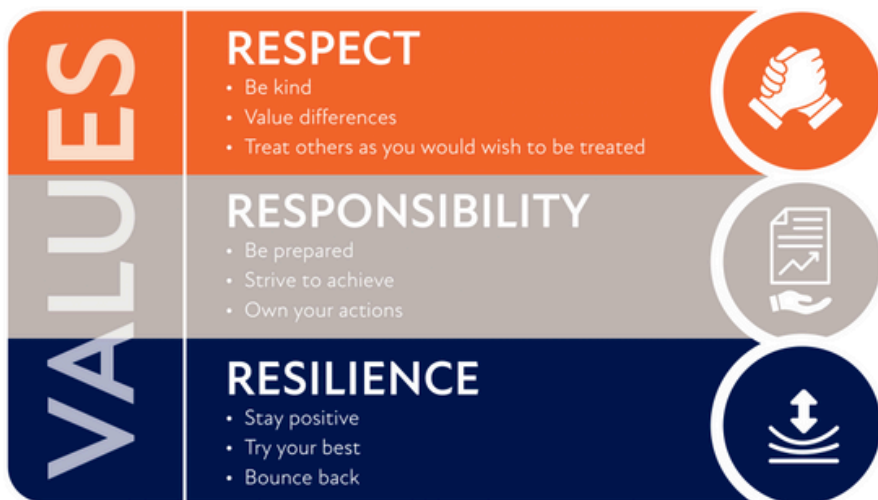 VALUES
RESPECT
• Be kind
• Value differences
• Treat others as you would wish to be treated
RESPONSIBILITY
• Be prepared
• Strive to achieve
• Own your actions
RESILIENCE
• Stay positive
• Try your best
• Bounce back